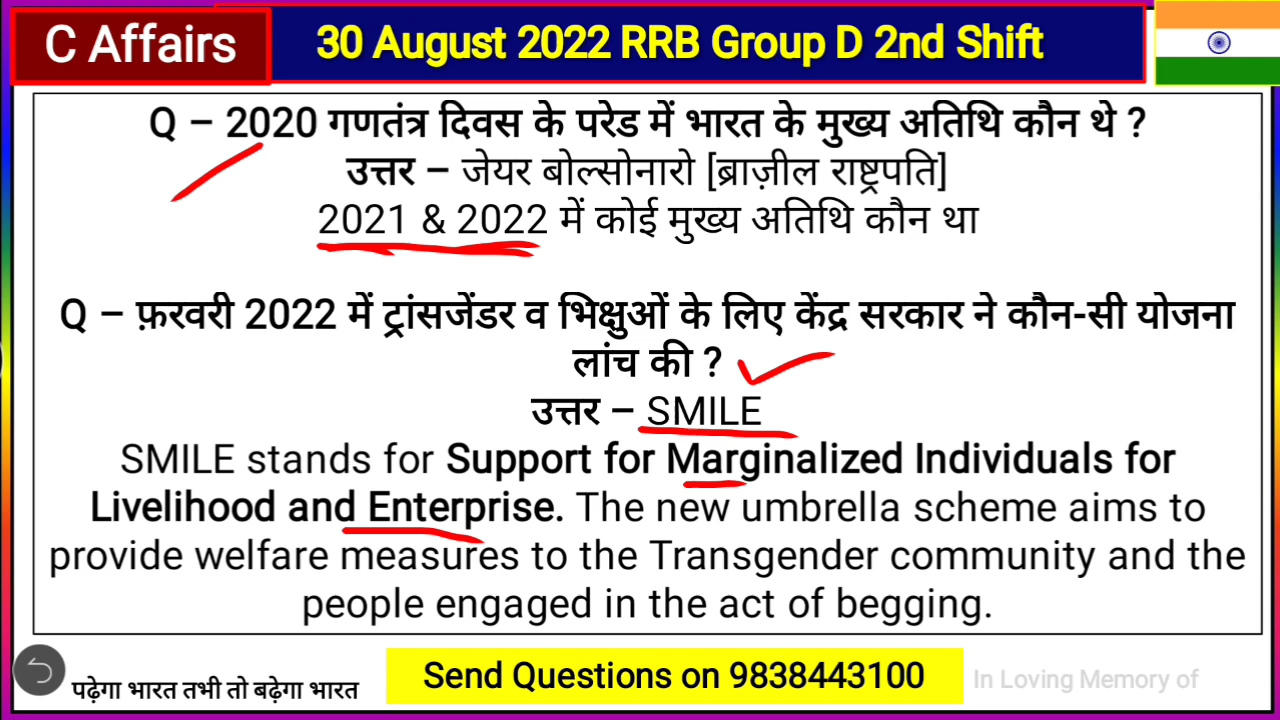 C Affairs
30 August 2022 RRB Group D 2nd Shift
Q – 2020 गणतंत्र दिवस के परेड में भारत के मुख्य अतिथि कौन थे ?
उत्तर – जेयर बोल्सोनारो [ब्राज़ील राष्ट्रपति]
2021 & 2022 में कोई मुख्य अतिथि कौन था
Q – फ़रवरी 2022 में ट्रांसजेंडर व भिक्षुओं के लिए केंद्र सरकार ने कौन-सी योजना
लांच की ?
उत्तर – SMILE
SMILE stands for Support for Marginalized Individuals for
Livelihood and Enterprise. The new umbrella scheme aims to
provide welfare measures to the Transgender community and the
people engaged in the act of begging.
पढ़ेगा भारत तभी तो बढ़ेगा भारत
Send Questions on 9838443100
In Loving Memory of